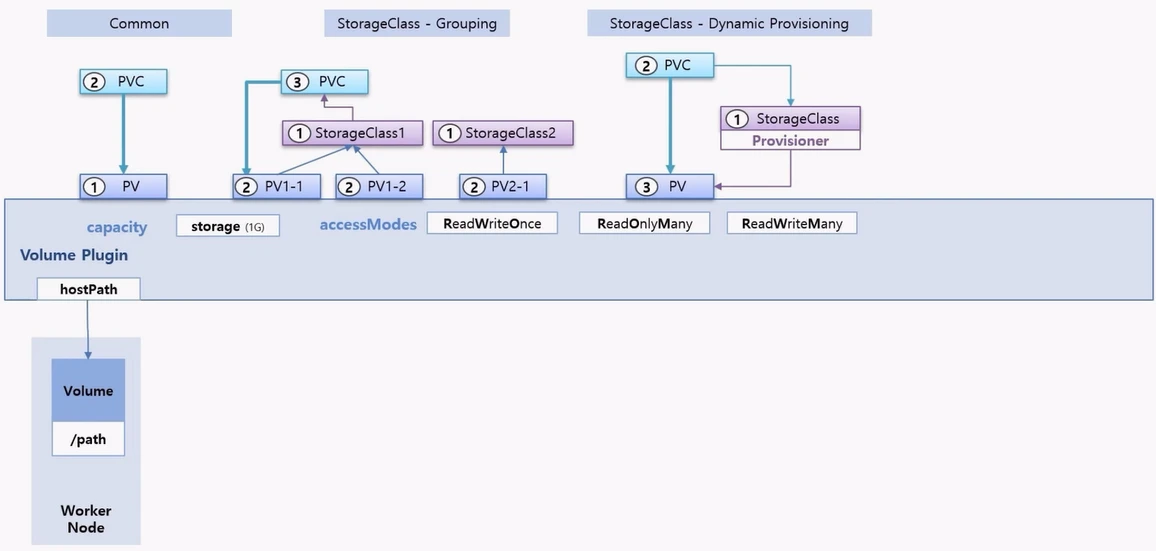 Common
StorageClass - Grouping
StorageClass - Dynamic Provisioning
2 PVC
3 PVC
2 PVC
1 StorageClass1
1 StorageClass2
1 StorageClass
Provisioner
1 PV
2 PV1-1
2 PV1-2
2 PV2-1
3 PV
capacity
storage (1G)
accessModes
ReadWriteOnce
ReadOnlyMany
ReadWriteMany
Volume Plugin
hostPath
Volume
/path
Worker
Node